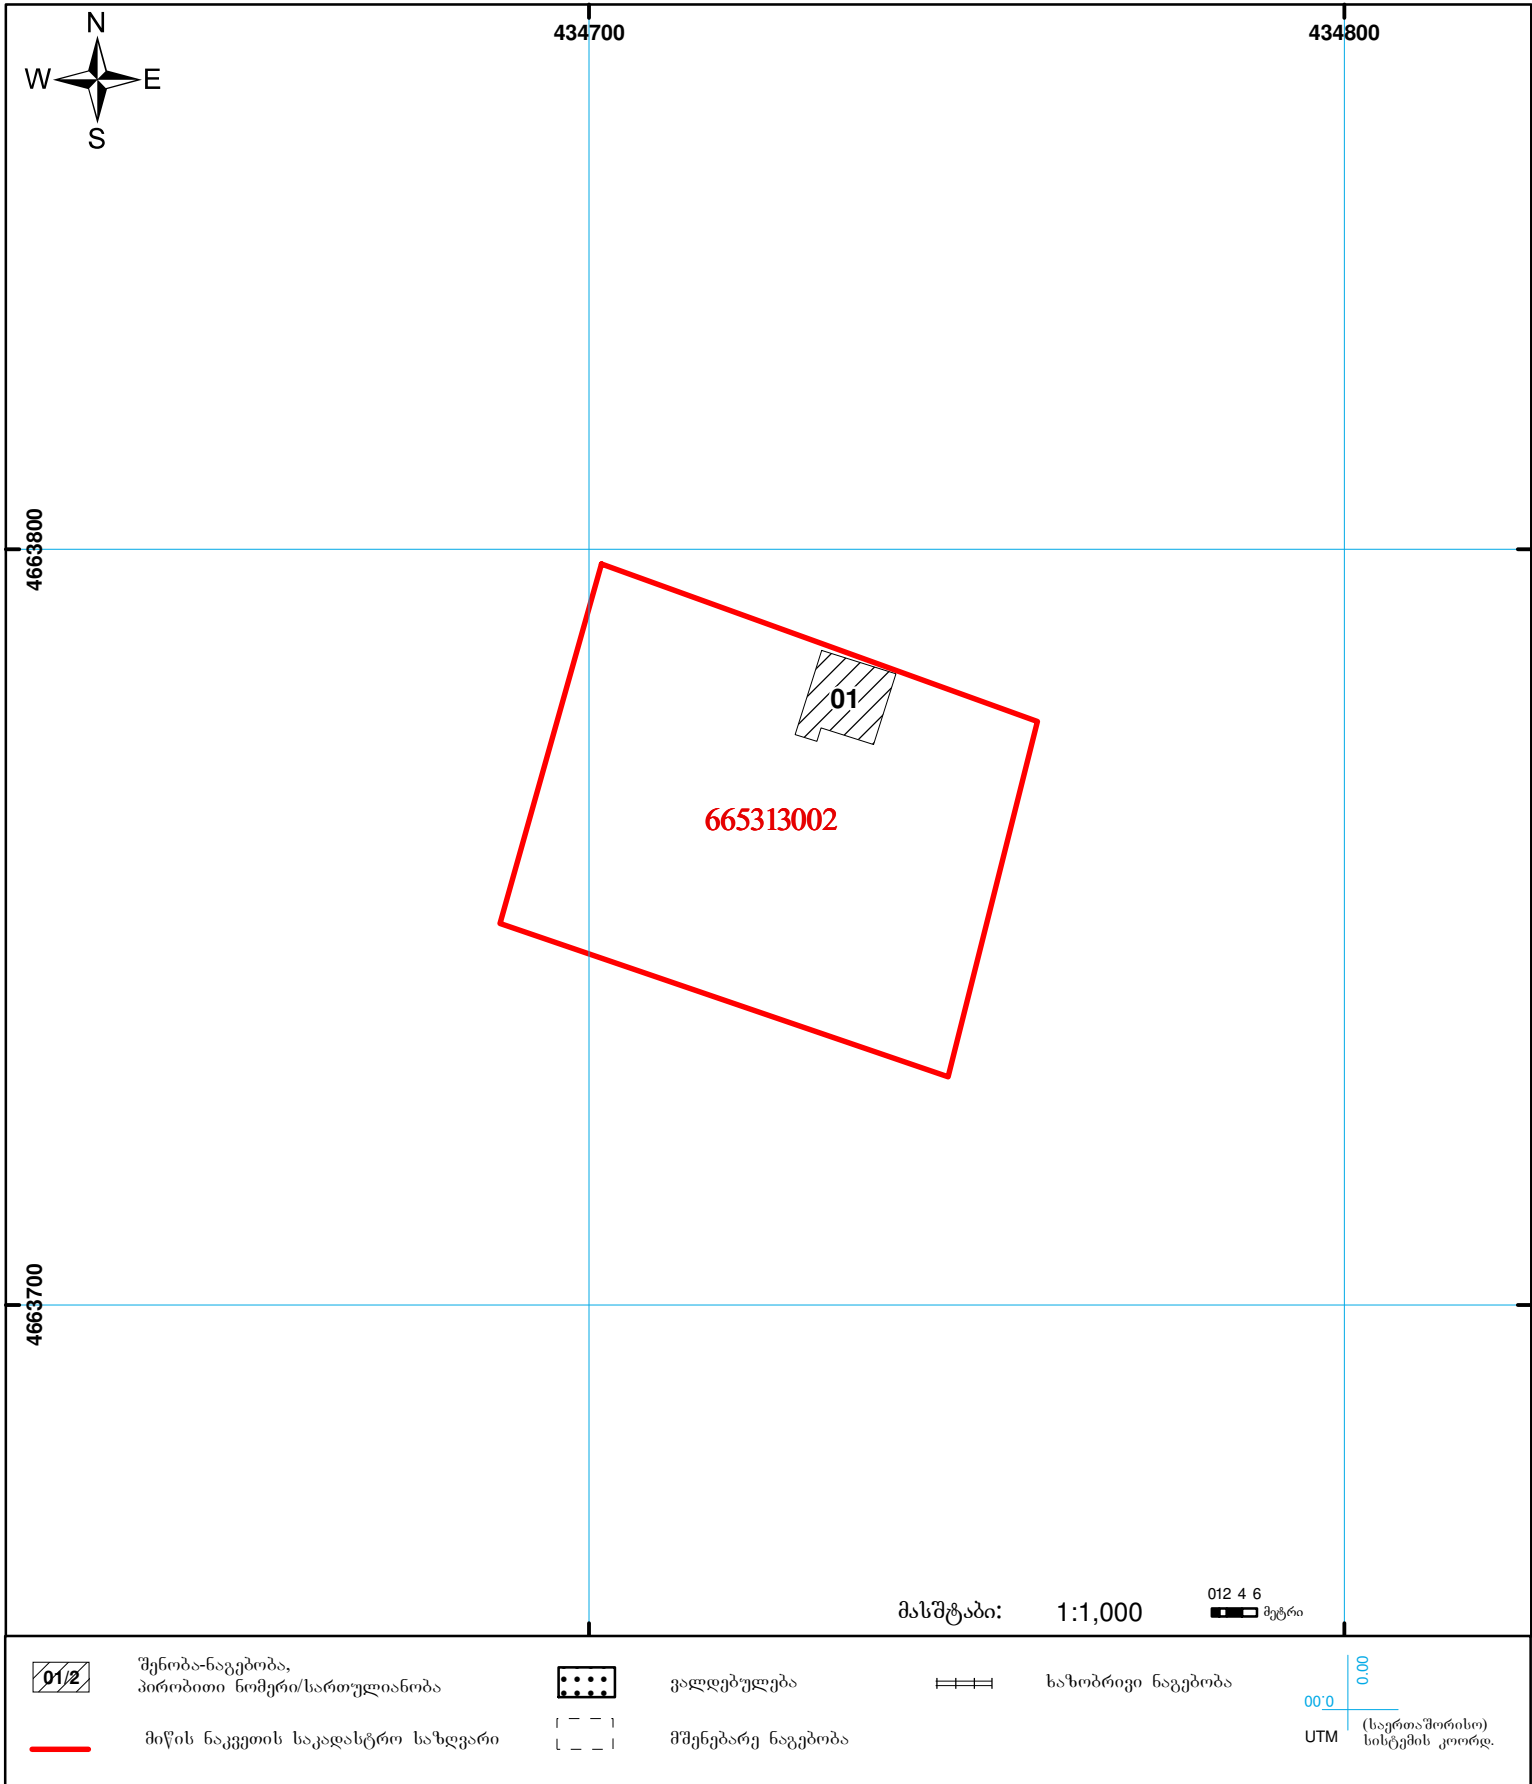 N
W E
S
434700 434800
4663800
4663700
01
665313002
მასშტაბი: 1:1,000
012 4 6
მეტრი
01/2
შენობა-ნაგებობა,
პირობითი ნომერი/სართულიანობა
ვალდებულება
ხაზობრივი ნაგებობა
მიწის ნაკვეთის საკადასტრო საზღვარი
მშენებარე ნაგებობა
0.00
00.0
UTM
(საერთაშორისო)
სისტემის კოორდ.